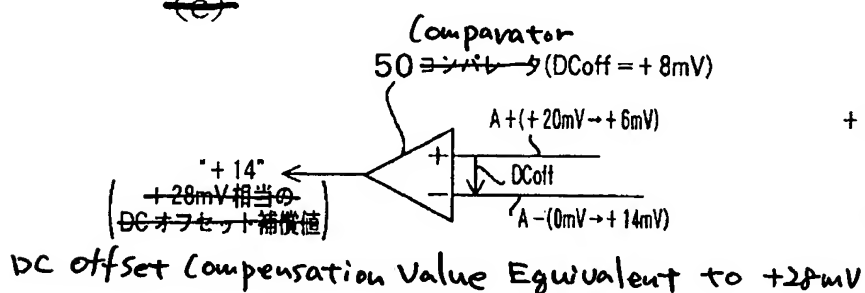 (e)
Comparator
50 コンパレータ (DCoff = + 8mV)
A+(+ 20mV→+ 6mV)
+
+
DCoff
"+ 14"
−
(+28mV相当の
DCオフセット補償値)
A−(0mV→+ 14mV)
DC offset Compensation Value Equivalent to +28mV